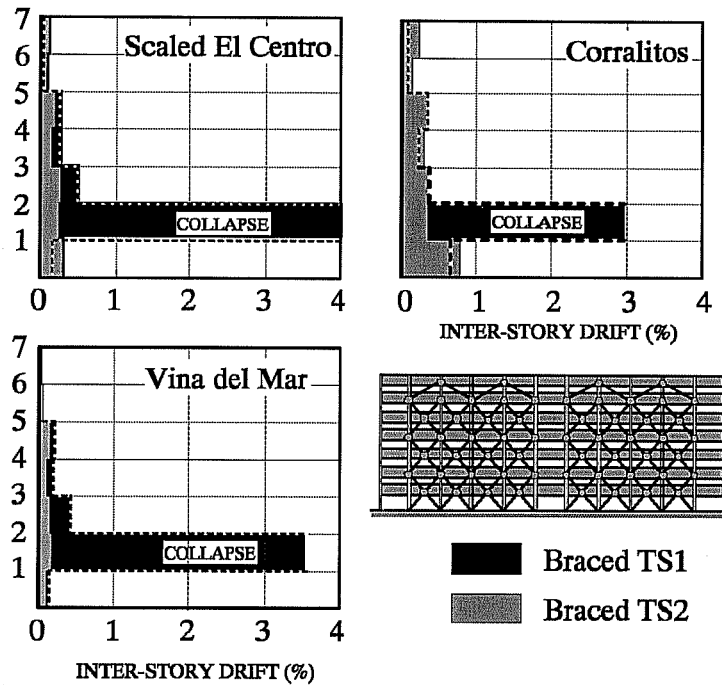 7
6
5
4
3
2
1
Scaled El Centro
COLLAPSE
0 1 2 3 4
Corralitos
COLLAPSE
0 1 2 3 4
INTER-STORY DRIFT (%)
7
6
5
4
3
2
1
Vina del Mar
COLLAPSE
0 1 2 3 4
INTER-STORY DRIFT (%)
Braced TS1
Braced TS2